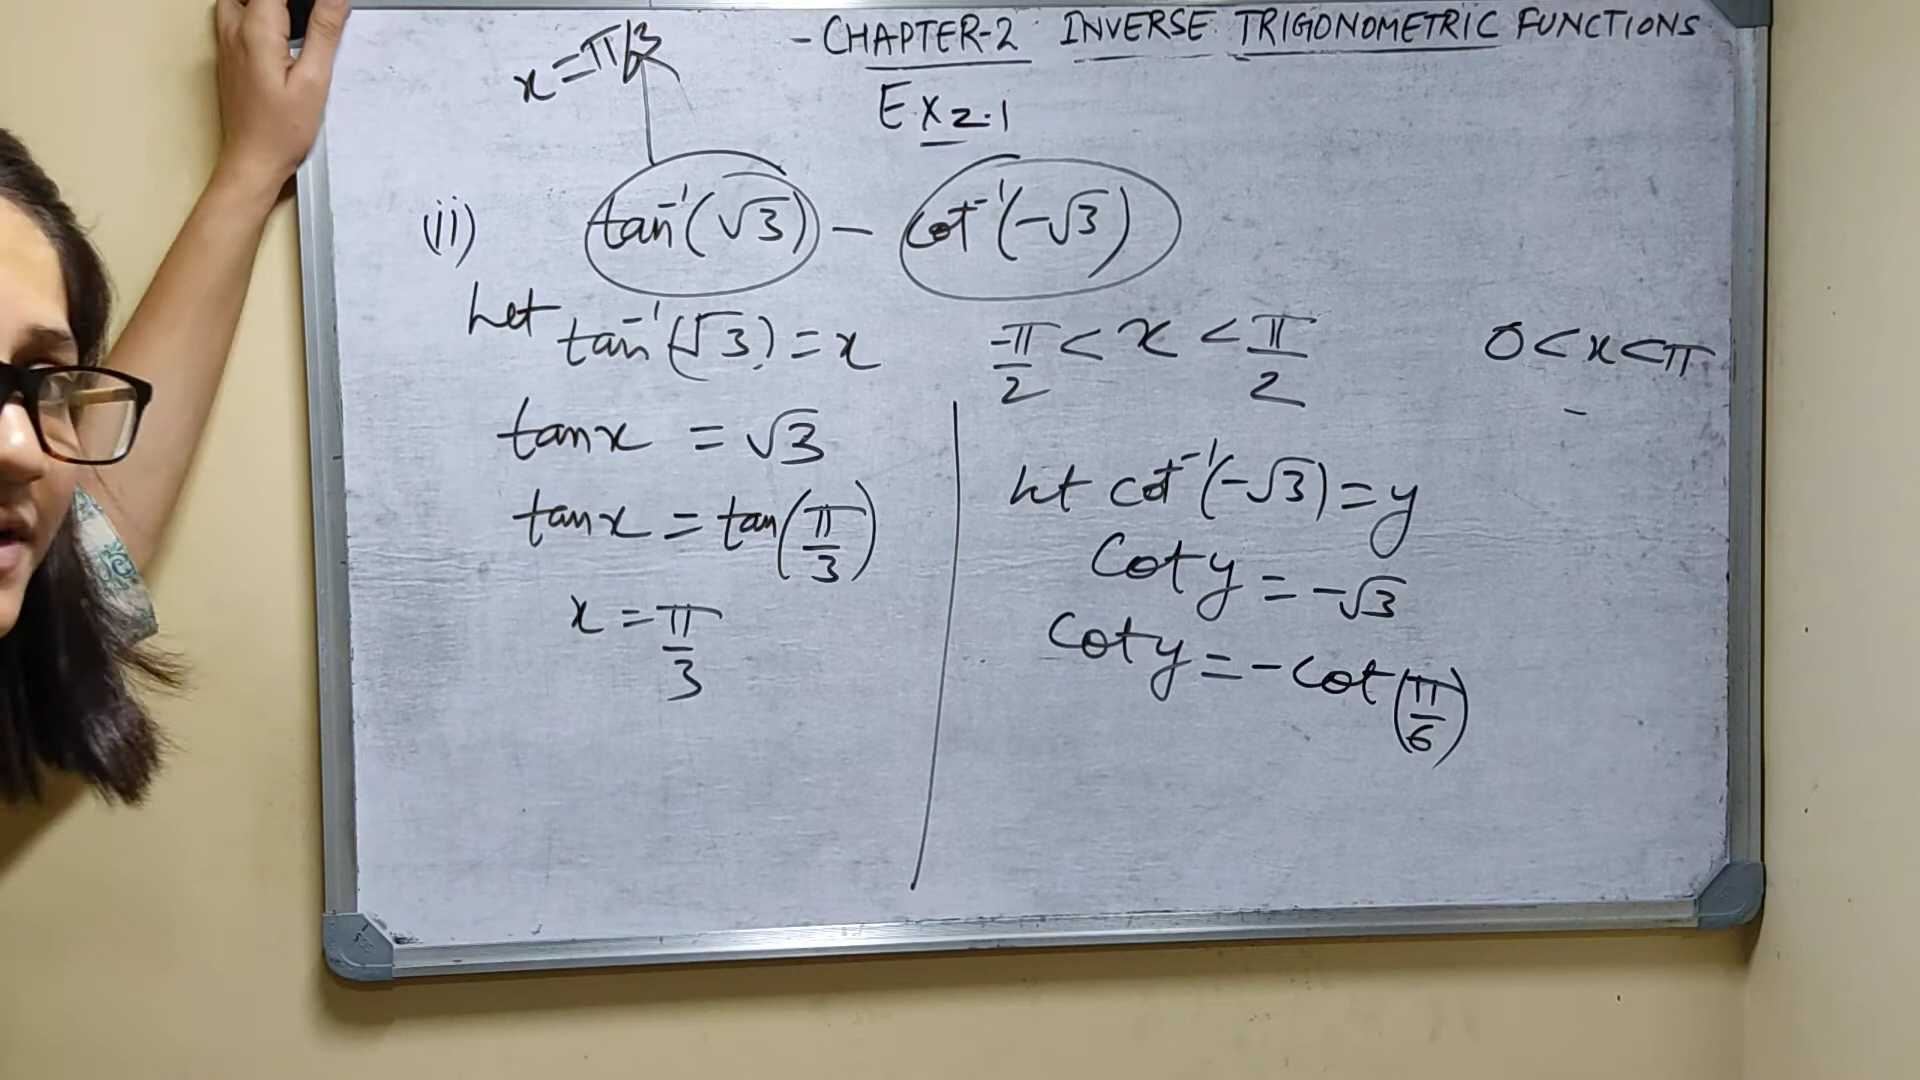 - CHAPTER-2 INVERSE TRIGONOMETRIC FUNCTIONS
x = π/3
Ex 2.1
(ii) tan⁻¹(√3) - cot⁻¹(-√3)
Let tan⁻¹(√3) = x -π/2 < x < π/2 0 < x < π
tan x = √3
tan x = tan(π/3)
x = π/3
let cot⁻¹(-√3) = y
Cot y = -√3
Cot y = -cot(π/6)